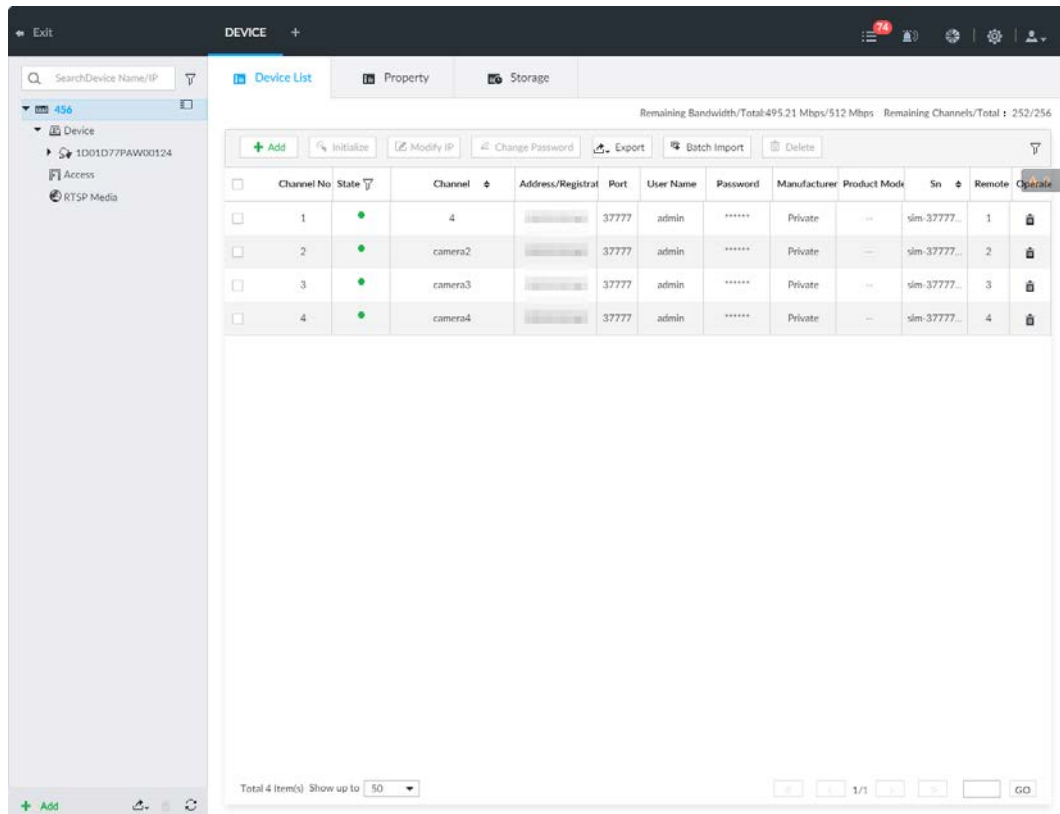 Exit
DEVICE +
74
SearchDevice Name/IP
456
Device
1D01D77PAW00124
Access
RTSP Media
Device List Property Storage
Remaining Bandwidth/Total:495.21 Mbps/512 Mbps Remaining Channels/Total : 252/256
+ Add Initialize Modify IP Change Password Export Batch Import Delete
Channel No State Channel Address/Registrat Port User Name Password Manufacturer Product Mode Sn Remote Operate
1 4 37777 admin ****** Private -- sim-37777... 1
2 camera2 37777 admin ****** Private -- sim-37777... 2
3 camera3 37777 admin ****** Private -- sim-37777... 3
4 camera4 37777 admin ****** Private -- sim-37777... 4
Total 4 item(s) Show up to 50
1/1 GO
+ Add